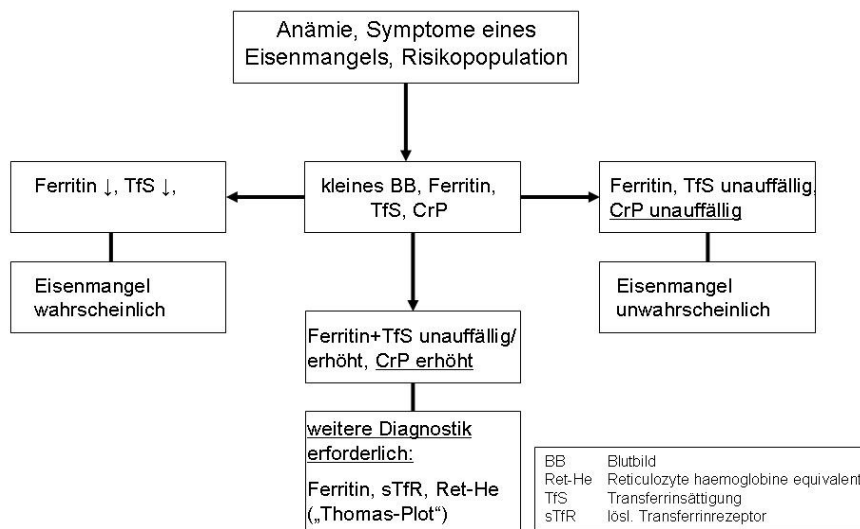 Anämie, Symptome eines
Eisenmangels, Risikopopulation
Ferritin ↓, TfS ↓,
kleines BB, Ferritin,
TfS, CrP
Ferritin, TfS unauffällig,
CrP unauffällig
Eisenmangel
wahrscheinlich
Eisenmangel
unwahrscheinlich
Ferritin+TfS unauffällig/
erhöht, CrP erhöht
weitere Diagnostik
erforderlich:
Ferritin, sTfR, Ret-He
(„Thomas-Plot“)
BB Blutbild
Ret-He Reticulozyte haemoglobine equivalent
TfS Transferrinsättigung
sTfR lösl. Transferrinrezeptor